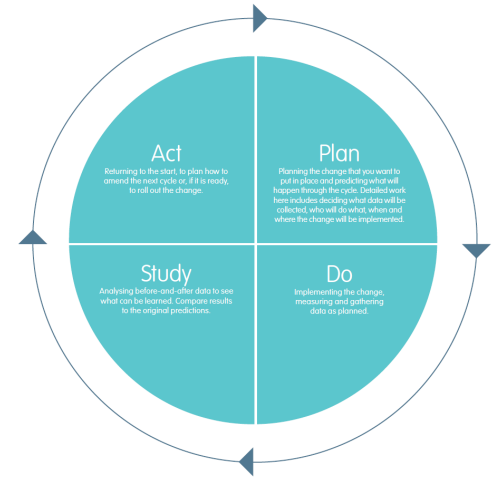 Act
Returning to the start, to plan how to
amend the next cycle or, if it is ready,
to roll out the change.
Plan
Planning the change that you want to
put in place and predicting what will
happen through the cycle. Detailed work
here includes deciding what data will be
collected, who will do what, when and
where the change will be implemented.
Study
Analysing before-and-after data to see
what can be learned. Compare results
to the original predictions.
Do
Implementing the change,
measuring and gathering
data as planned.